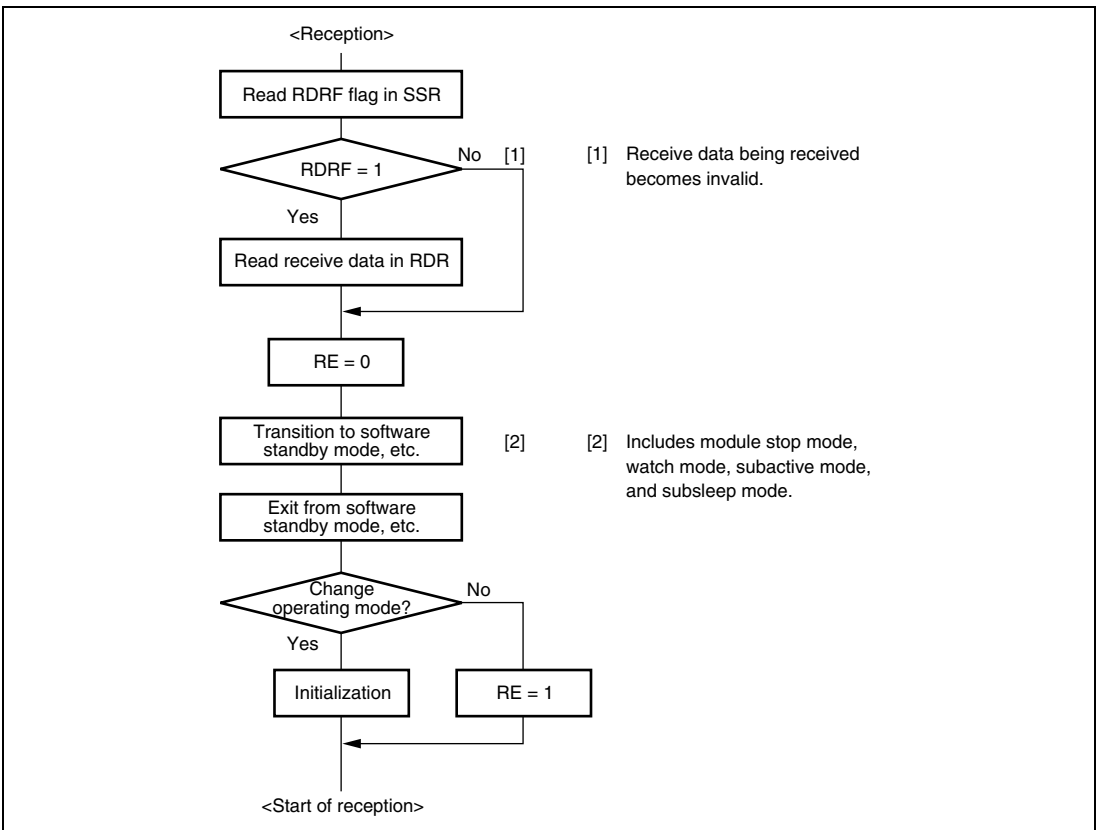 <Reception>
Read RDRF flag in SSR
RDRF = 1
No [1]
[1] Receive data being received
becomes invalid.
Yes
Read receive data in RDR
RE = 0
Transition to software
standby mode, etc.
[2]
[2] Includes module stop mode,
watch mode, subactive mode,
and subsleep mode.
Exit from software
standby mode, etc.
Change
operating mode?
No
Yes
Initialization
RE = 1
<Start of reception>